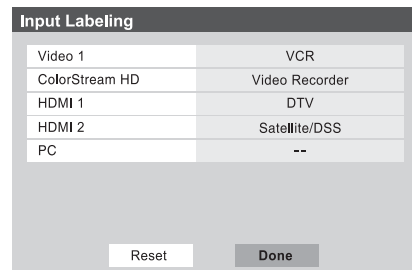 Input Labeling
Video 1 VCR
ColorStream HD Video Recorder
HDMI 1 DTV
HDMI 2 Satellite/DSS
PC --
Reset Done